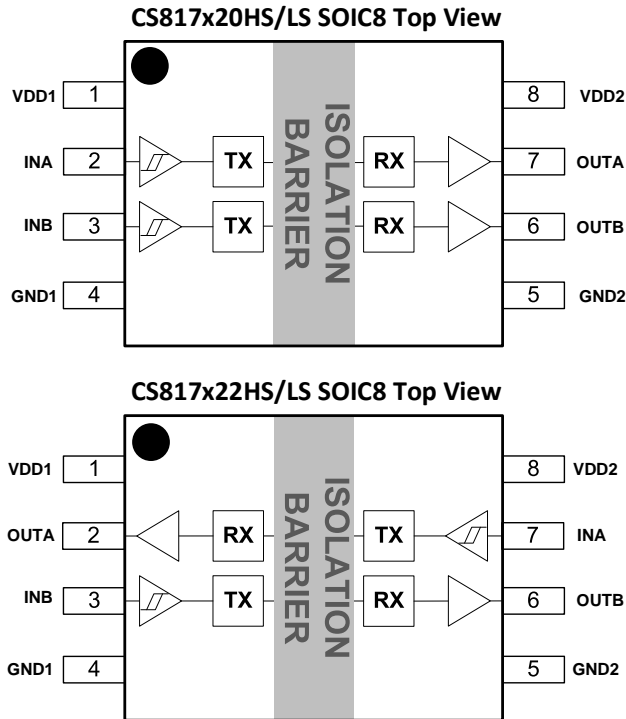 CS817x20HS/LS SOIC8 Top View
VDD1 1 8 VDD2
INA 2 TX RX 7 OUTA
INB 3 TX RX 6 OUTB
GND1 4 5 GND2
ISOLATION
BARRIER
CS817x22HS/LS SOIC8 Top View
VDD1 1 8 VDD2
OUTA 2 RX TX 7 INA
INB 3 TX RX 6 OUTB
GND1 4 5 GND2
ISOLATION
BARRIER